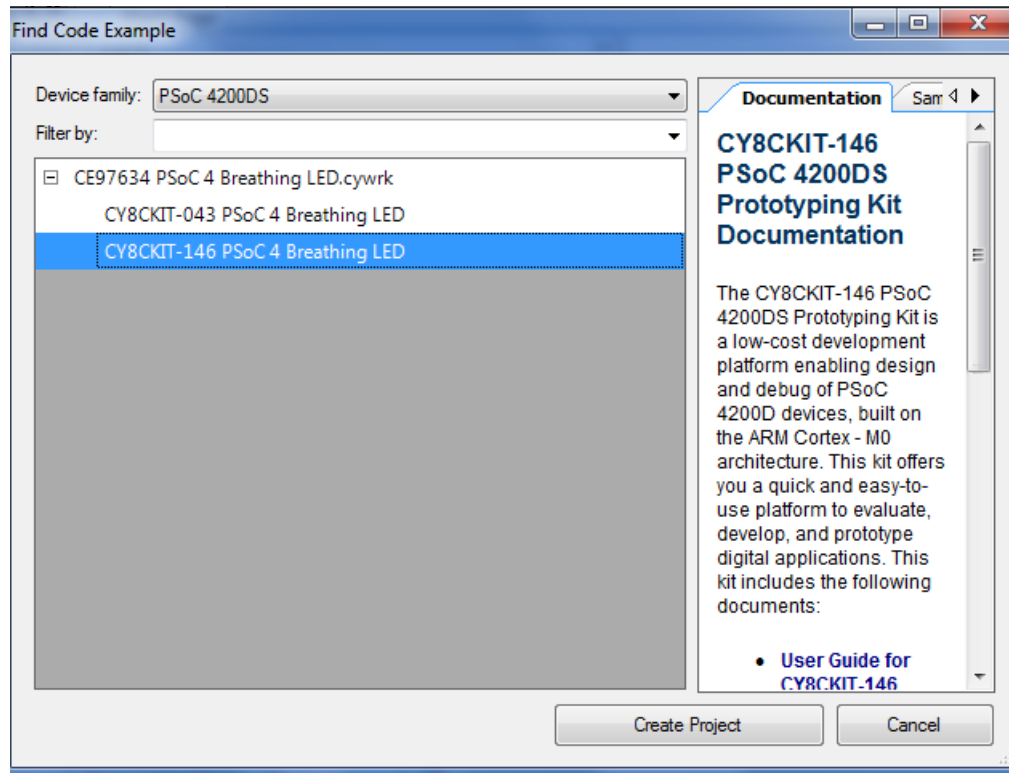 Find Code Example
Device family: PSoC 4200DS
Filter by:
CE97634 PSoC 4 Breathing LED.cywrk
CY8CKIT-043 PSoC 4 Breathing LED
CY8CKIT-146 PSoC 4 Breathing LED
Documentation Sam
CY8CKIT-146
PSoC 4200DS
Prototyping Kit
Documentation
The CY8CKIT-146 PSoC
4200DS Prototyping Kit is
a low-cost development
platform enabling design
and debug of PSoC
4200D devices, built on
the ARM Cortex - M0
architecture. This kit offers
you a quick and easy-to-
use platform to evaluate,
develop, and prototype
digital applications. This
kit includes the following
documents:
• User Guide for
CY8CKIT-146
Create Project Cancel